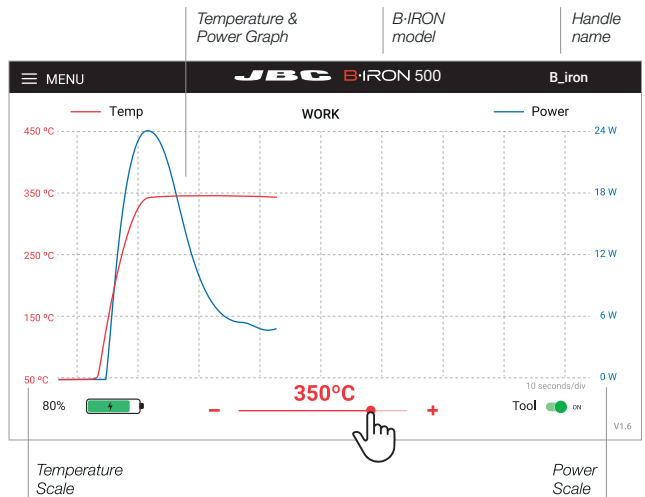 Temperature &
Power Graph
B·IRON
model
Handle
name
MENU
JBC B·IRON 500
B_iron
Temp
WORK
Power
450 ºC
24 W
350 ºC
18 W
250 ºC
12 W
150 ºC
6 W
50 ºC
0 W
10 seconds/div
350ºC
80%
–
+
Tool
ON
V1.6
Temperature
Scale
Power
Scale